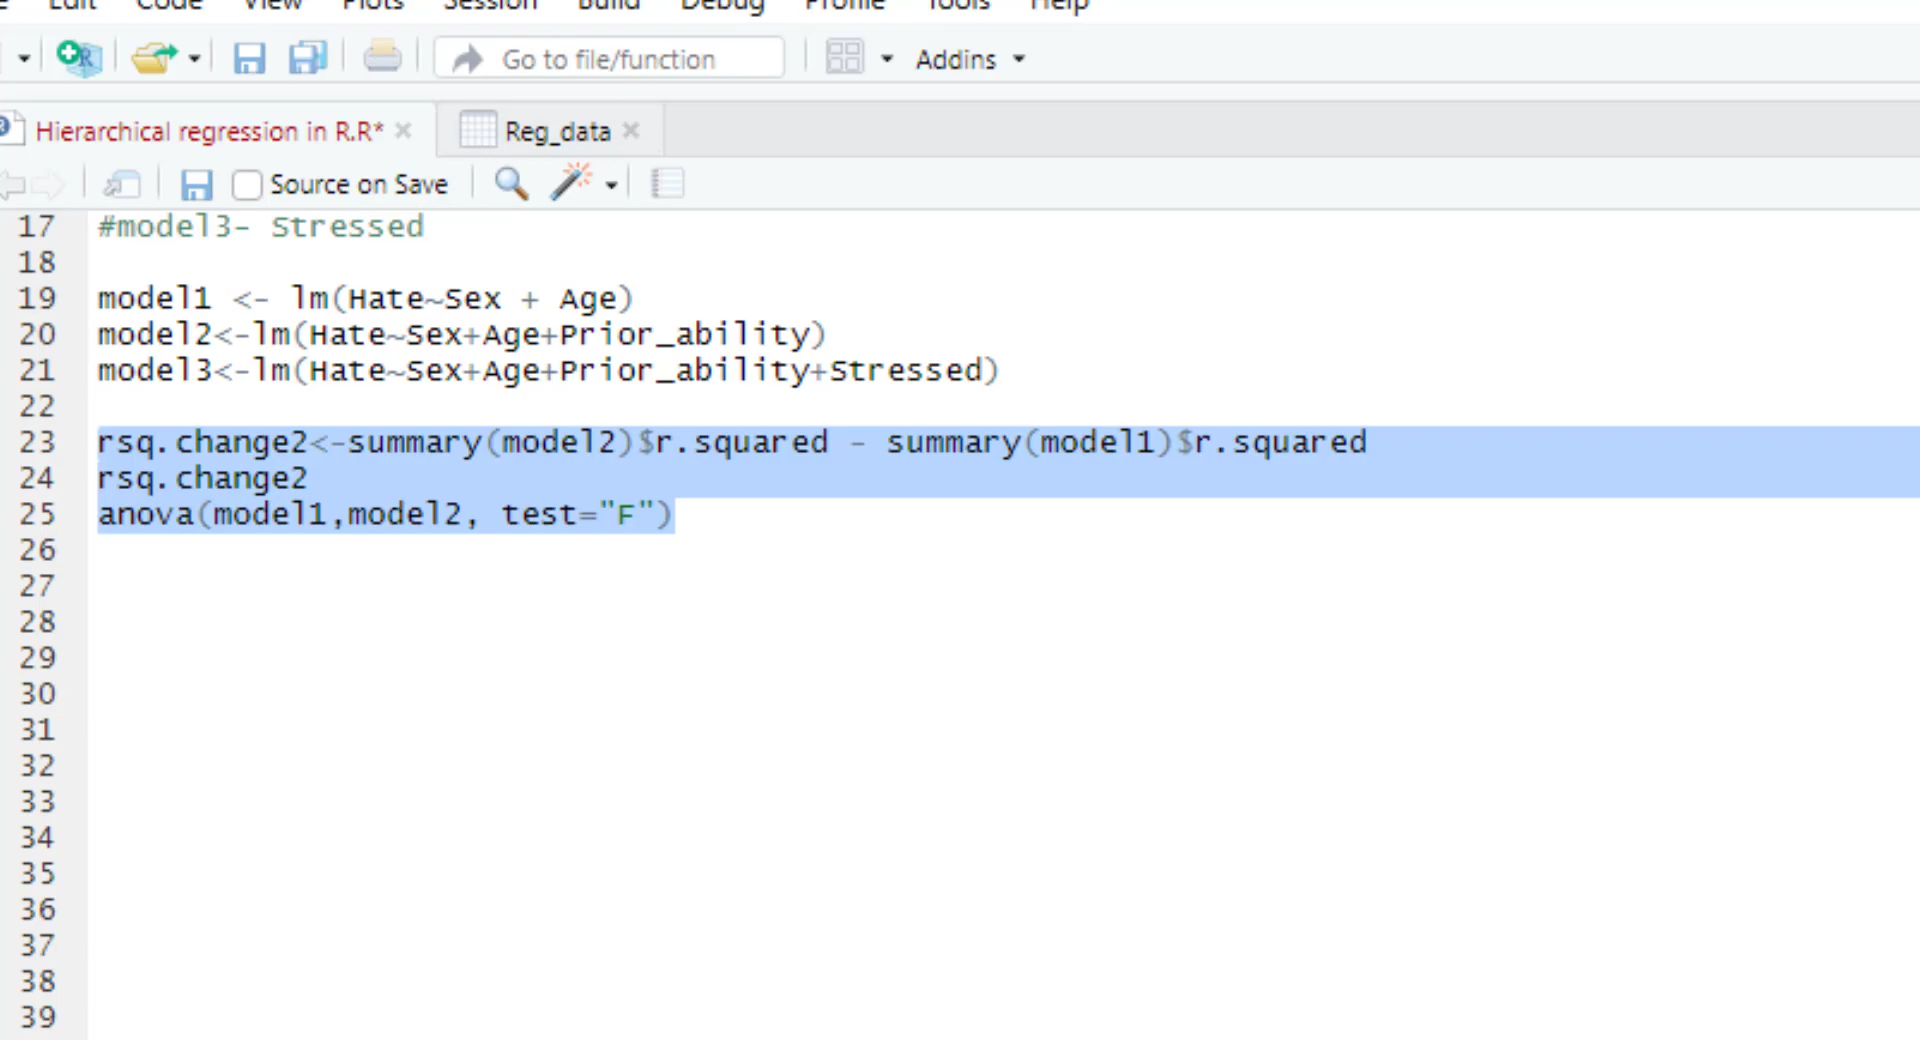 Edit Code View Plots Session Build Debug Profile Tools Help
Go to file/function Addins
Hierarchical regression in R.R* Reg_data
Source on Save
17 #model3- Stressed
18
19 model1 <- lm(Hate~Sex + Age)
20 model2<-lm(Hate~Sex+Age+Prior_ability)
21 model3<-lm(Hate~Sex+Age+Prior_ability+Stressed)
22
23 rsq.change2<-summary(model2)$r.squared - summary(model1)$r.squared
24 rsq.change2
25 anova(model1,model2, test="F")
26
27
28
29
30
31
32
33
34
35
36
37
38
39